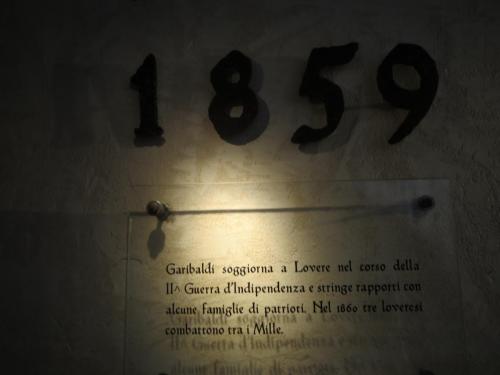 1859
Garibaldi soggiorna a Lovere nel corso della
II^ Guerra d'Indipendenza e stringe rapporti con
alcune famiglie di patrioti. Nel 1860 tre loveresi
combattono tra i Mille.